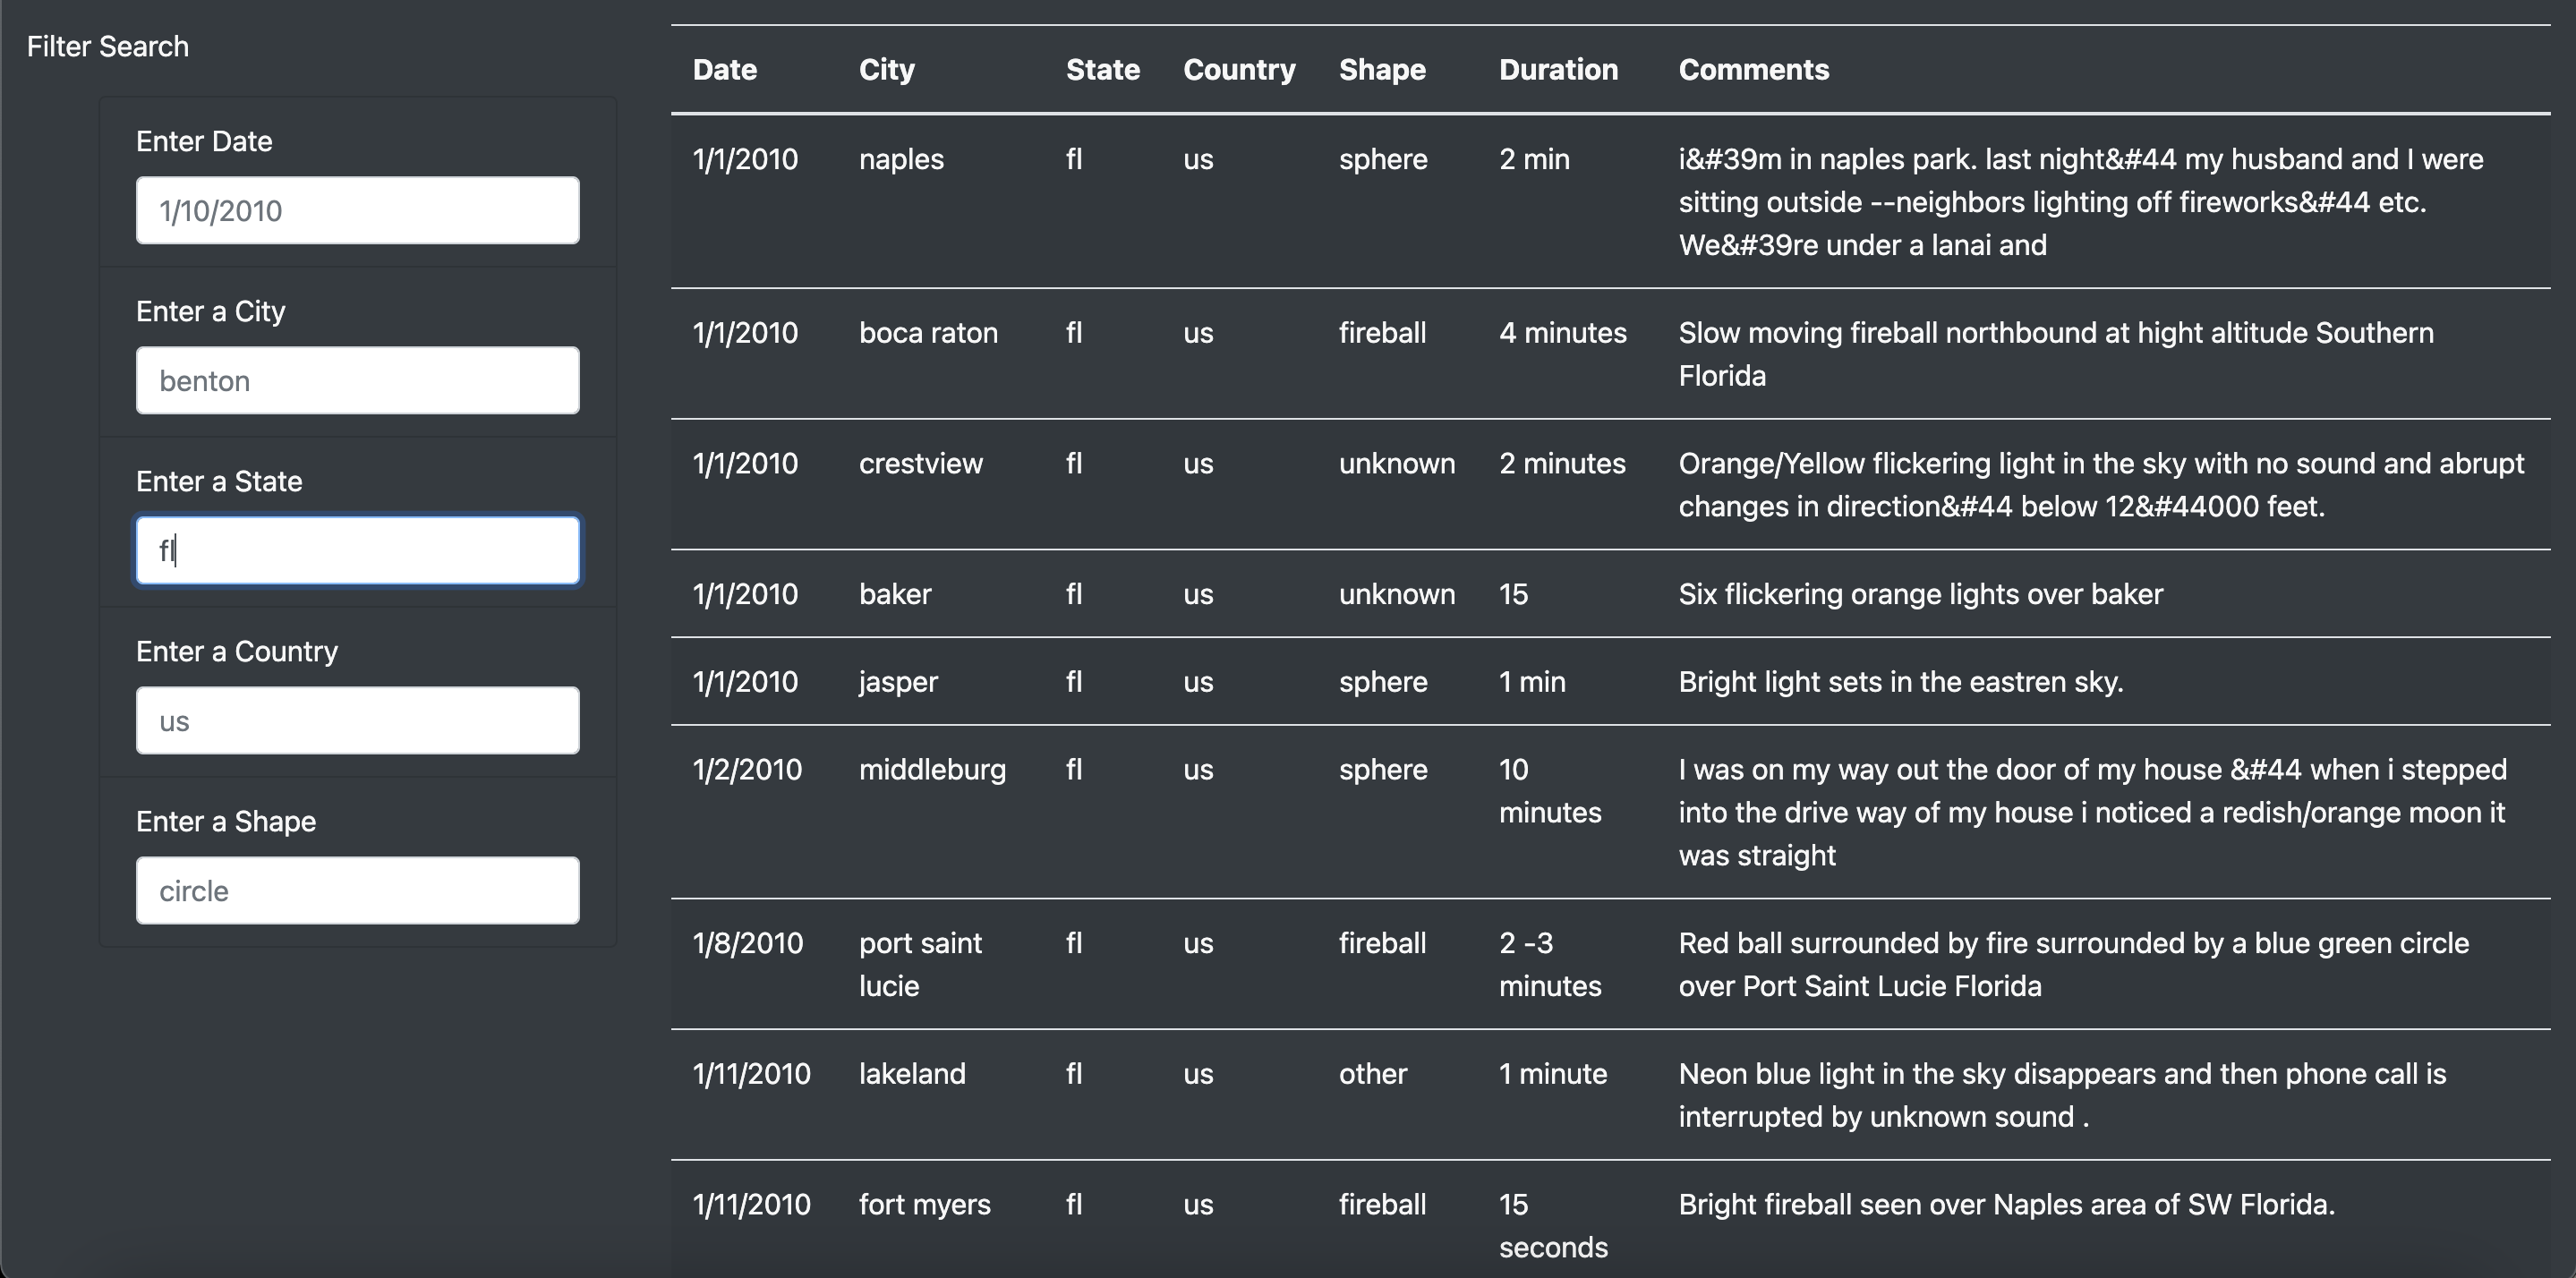 Filter Search
Enter Date
1/10/2010
Enter a City
benton
Enter a State
fl
Enter a Country
us
Enter a Shape
circle
Date City State Country Shape Duration Comments
1/1/2010 naples fl us sphere 2 min i&#39m in naples park. last night&#44 my husband and I were
sitting outside --neighbors lighting off fireworks&#44 etc.
We&#39re under a lanai and
1/1/2010 boca raton fl us fireball 4 minutes Slow moving fireball northbound at hight altitude Southern
Florida
1/1/2010 crestview fl us unknown 2 minutes Orange/Yellow flickering light in the sky with no sound and abrupt
changes in direction&#44 below 12&#44000 feet.
1/1/2010 baker fl us unknown 15 Six flickering orange lights over baker
1/1/2010 jasper fl us sphere 1 min Bright light sets in the eastren sky.
1/2/2010 middleburg fl us sphere 10 I was on my way out the door of my house &#44 when i stepped
minutes into the drive way of my house i noticed a redish/orange moon it
was straight
1/8/2010 port saint fl us fireball 2 -3 Red ball surrounded by fire surrounded by a blue green circle
lucie minutes over Port Saint Lucie Florida
1/11/2010 lakeland fl us other 1 minute Neon blue light in the sky disappears and then phone call is
interrupted by unknown sound .
1/11/2010 fort myers fl us fireball 15 Bright fireball seen over Naples area of SW Florida.
seconds